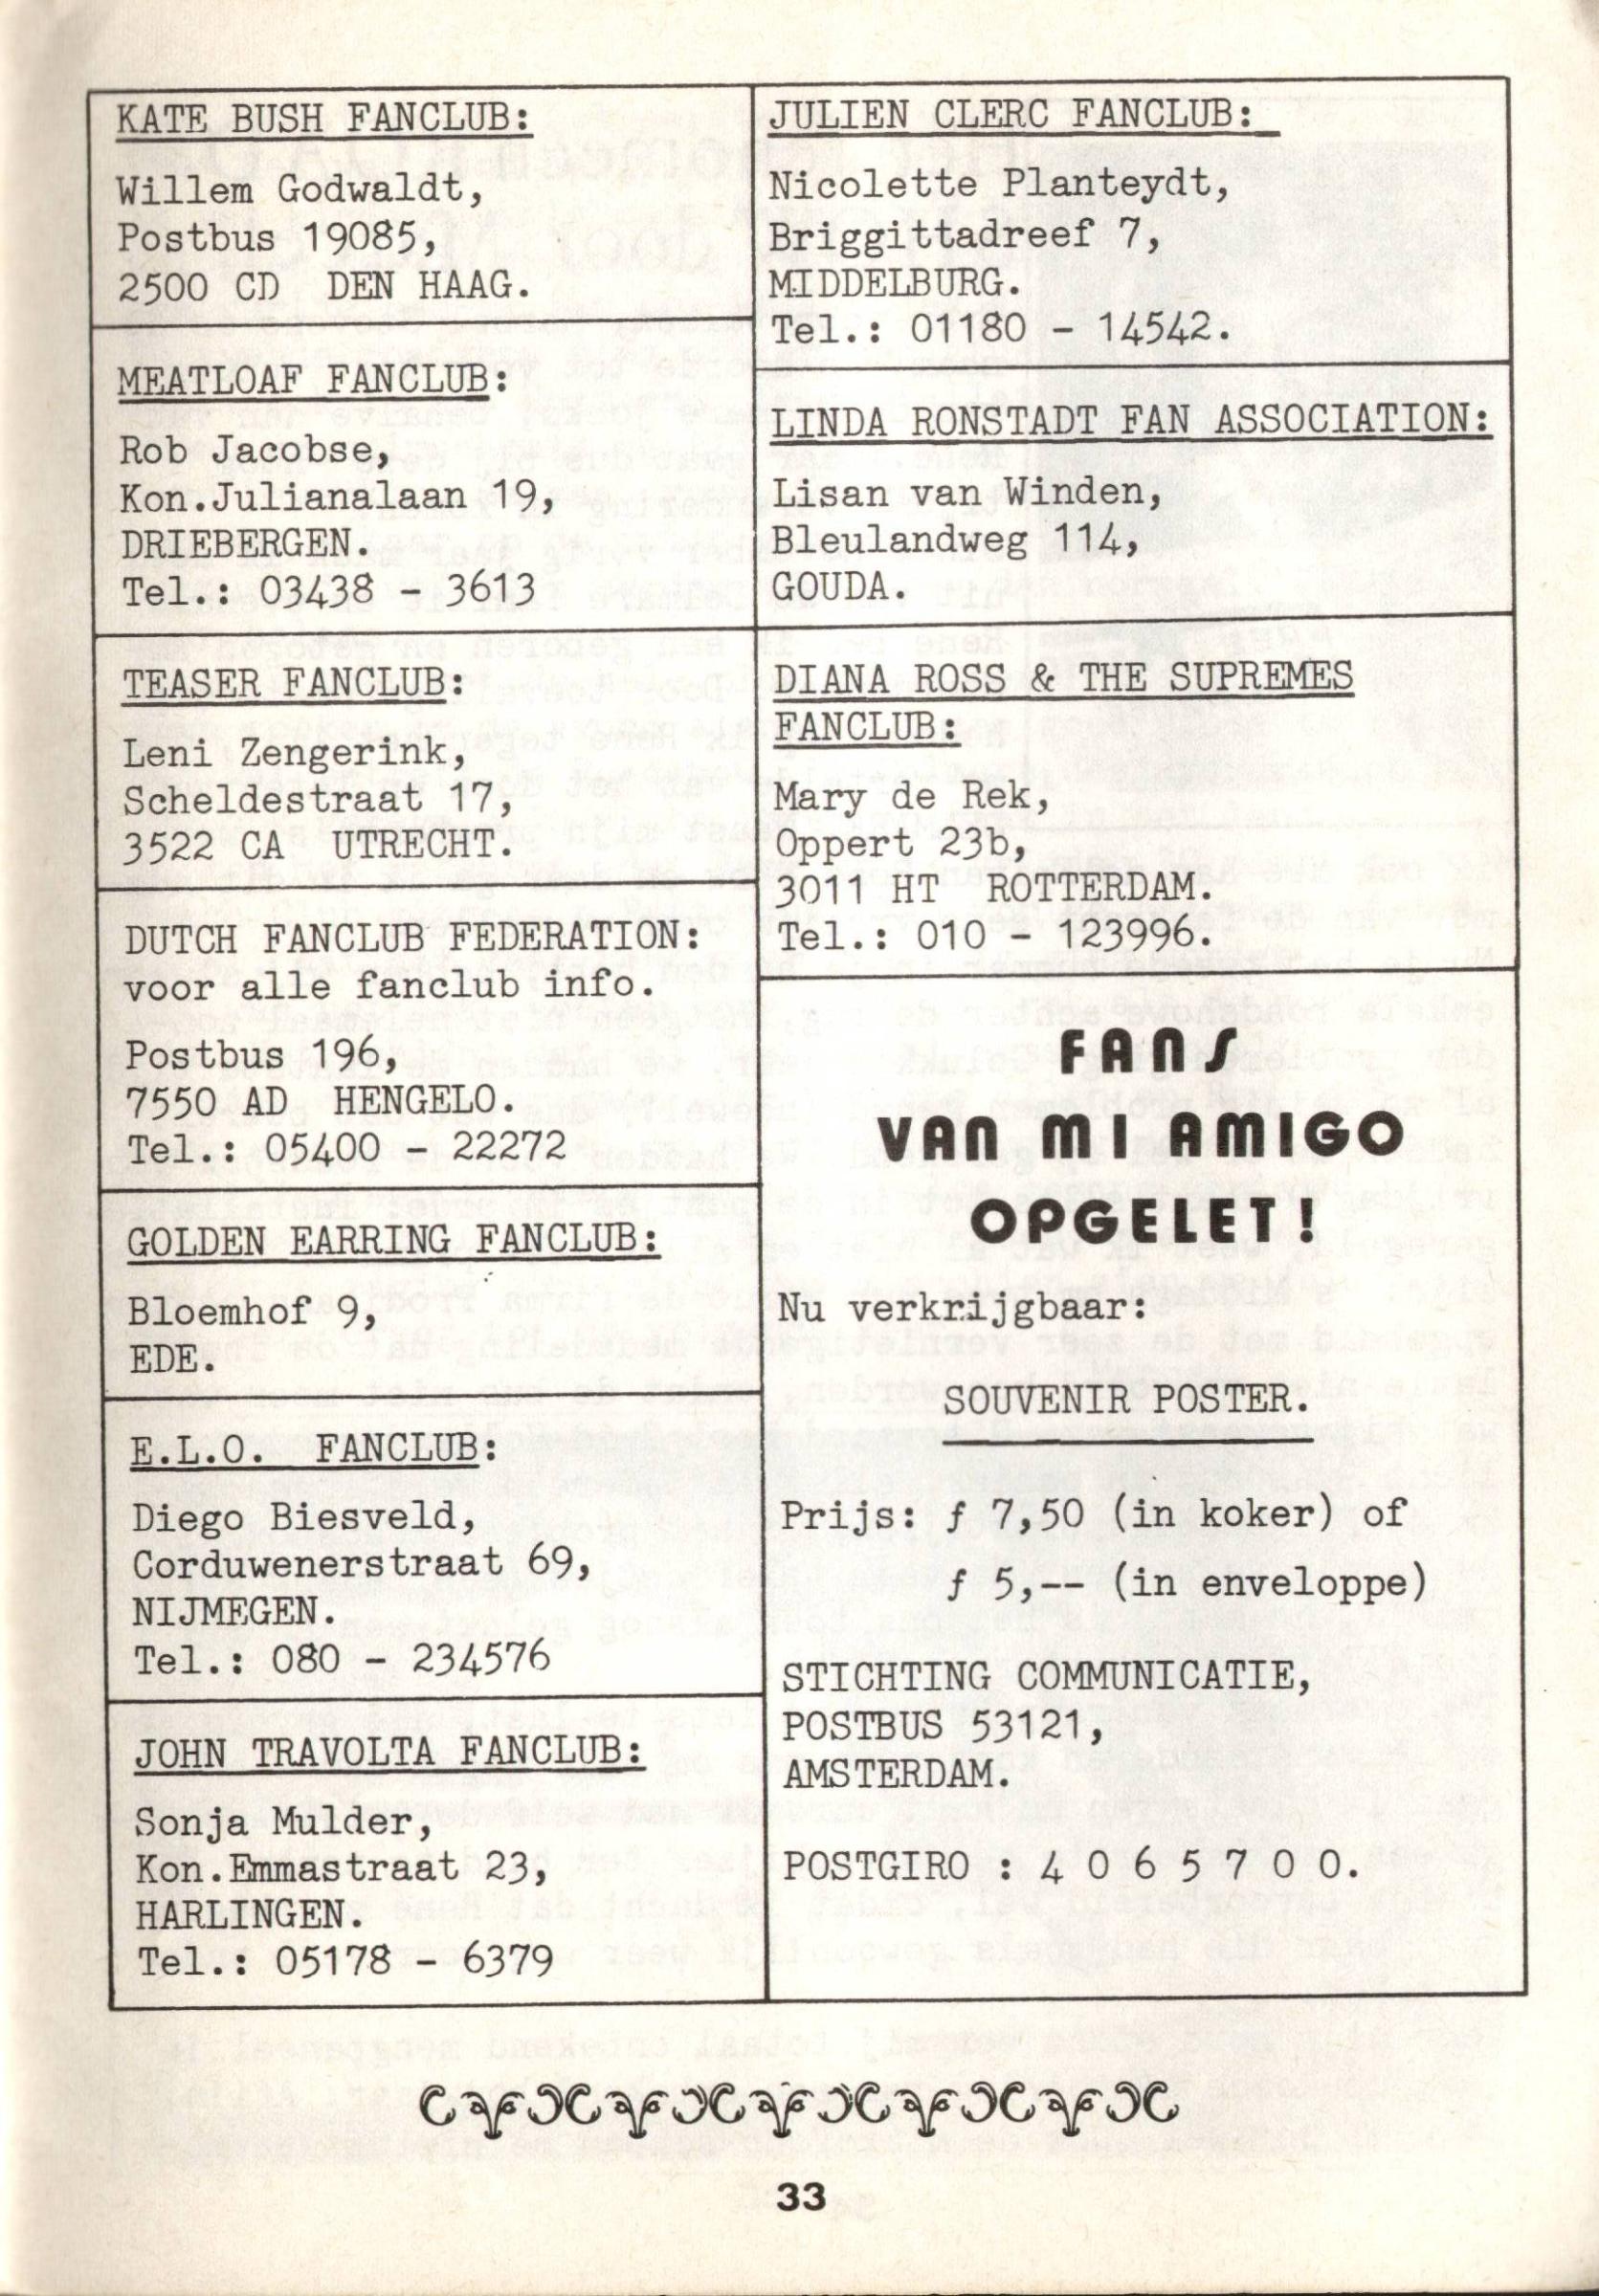 KATE BUSH FANCLUB:
Willem Godwaldt,
Postbus 19085,
2500 CD DEN HAAG.
MEATLOAF FANCLUB:
Rob Jacobse,
Kon.Julianalaan 19,
DRIEBERGEN.
Tel.: 03438 - 3613
TEASER FANCLUB:
Leni Zengerink,
Scheldestraat 17,
3522 CA UTRECHT.
DUTCH FANCLUB FEDERATION:
voor alle fanclub info.
Postbus 196,
7550 AD HENGELO.
Tel.: 05400 - 22272
GOLDEN EARRING FANCLUB:
Bloemhof 9,
EDE.
E.L.O. FANCLUB:
Diego Biesveld,
Corduwenerstraat 69,
NIJMEGEN.
Tel.: 080 - 234576
JOHN TRAVOLTA FANCLUB:
Sonja Mulder,
Kon.Emmastraat 23,
HARLINGEN.
Tel.: 05178 - 6379
JULIEN CLERC FANCLUB:
Nicolette Planteydt,
Briggittadreef 7,
MIDDELBURG.
Tel.: 01180 - 14542.
LINDA RONSTADT FAN ASSOCIATION:
Lisan van Winden,
Bleulandweg 114,
GOUDA.
DIANA ROSS & THE SUPREMES
FANCLUB:
Mary de Rek,
Oppert 23b,
3011 HT ROTTERDAM.
Tel.: 010 - 123996.
FANS
VAN MI AMIGO
OPGELET!
Nu verkrijgbaar:
SOUVENIR POSTER.
Prijs: ƒ 7,50 (in koker) of
ƒ 5,-- (in enveloppe)
STICHTING COMMUNICATIE,
POSTBUS 53121,
AMSTERDAM.
POSTGIRO : 4 0 6 5 7 0 0.
33